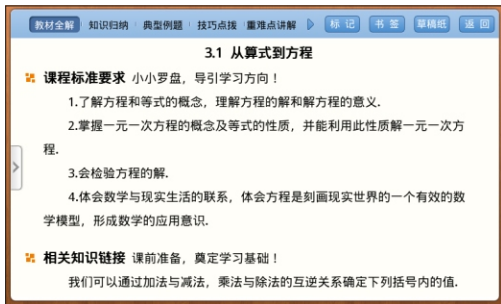 教材全解 知识归纳 典型例题 技巧点拨 重难点讲解 标记 书签 草稿纸 返回
3.1 从算式到方程
课程标准要求 小小罗盘，导引学习方向！
1.了解方程和等式的概念，理解方程的解和解方程的意义.
2.掌握一元一次方程的概念及等式的性质，并能利用此性质解一元一次方
程.
3.会检验方程的解.
4.体会数学与现实生活的联系，体会方程是刻画现实世界的一个有效的数
学模型，形成数学的应用意识.
相关知识链接 课前准备，奠定学习基础！
我们可以通过加法与减法，乘法与除法的互逆关系确定下列括号内的值.